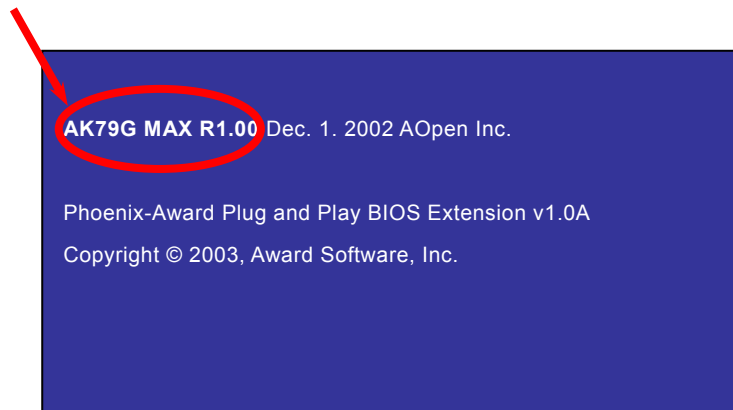 AK79G MAX R1.00 Dec. 1. 2002 AOpen Inc.
Phoenix-Award Plug and Play BIOS Extension v1.0A
Copyright © 2003, Award Software, Inc.